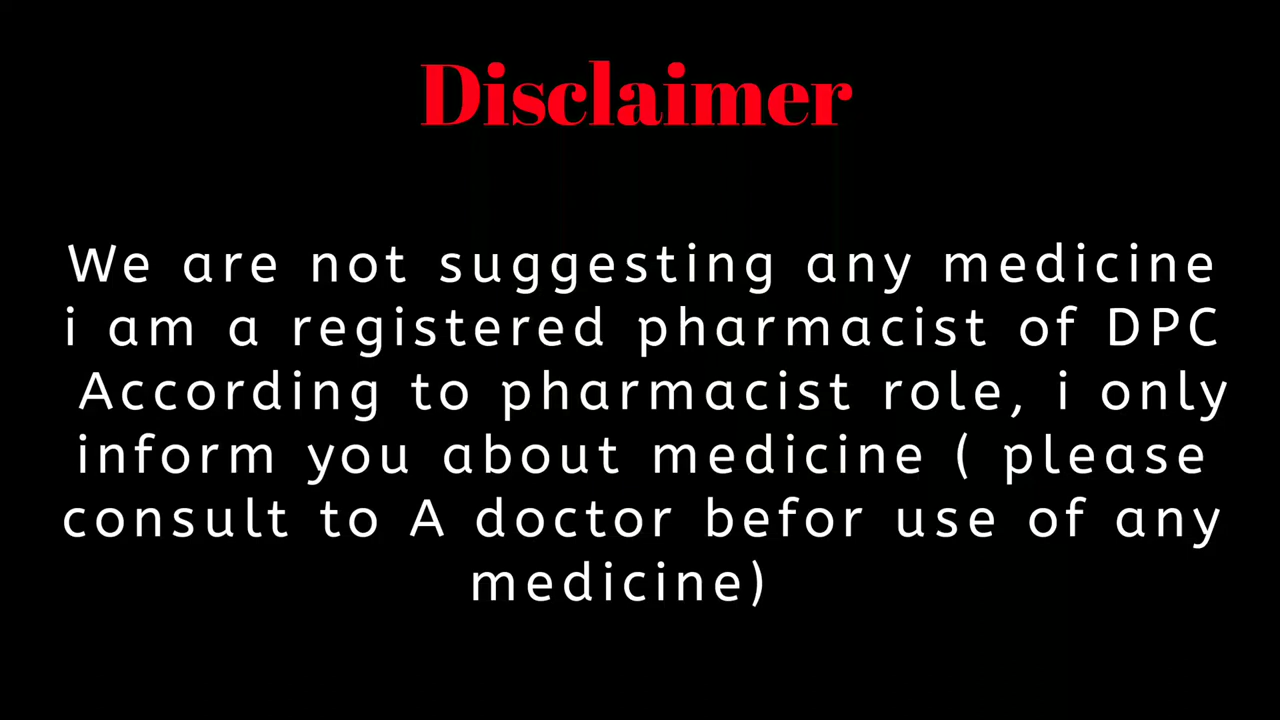 Disclaimer
We are not suggesting any medicine
i am a registered pharmacist of DPC
According to pharmacist role, i only
inform you about medicine ( please
consult to A doctor befor use of any
medicine)